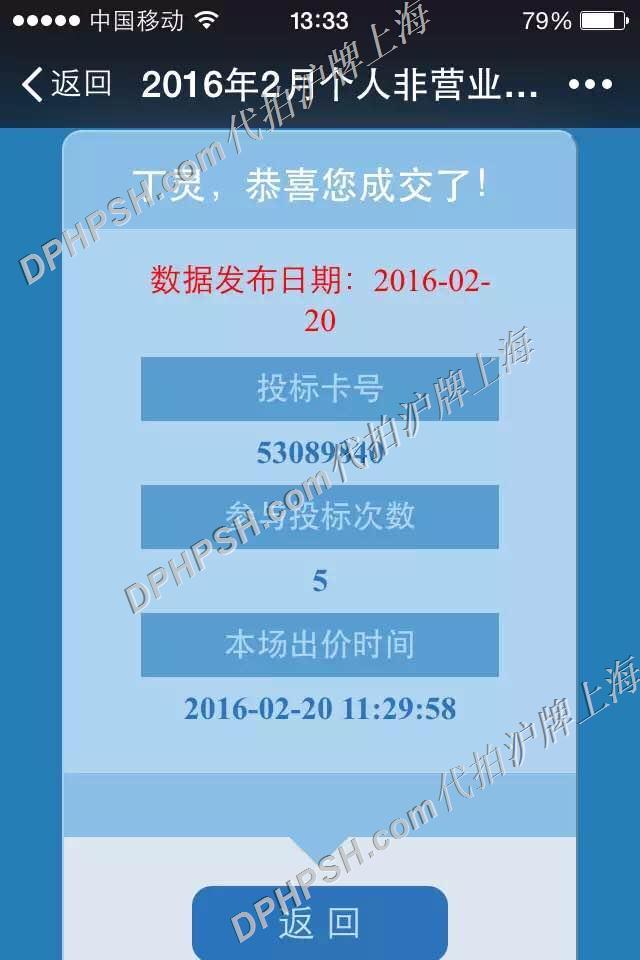 中国移动 13:33 79%
返回 2016年2月个人非营业...
丁灵，恭喜您成交了！
数据发布日期：2016-02-
20
投标卡号
53089840
参与投标次数
5
本场出价时间
2016-02-20 11:29:58
返回
DPHPSH.com代拍沪牌上海
DPHPSH.com代拍沪牌上海
DPHPSH.com代拍沪牌上海